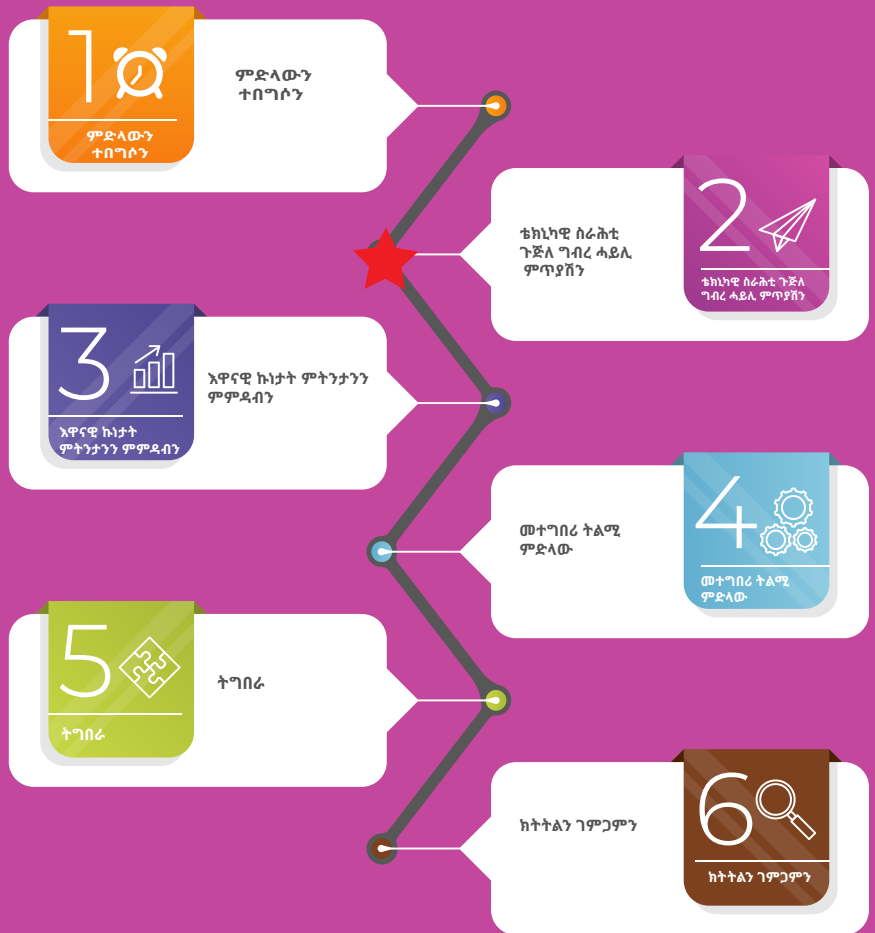 1
ምድላውን
ተበግሶን
ምድላውን
ተበግሶን
ቴክኒካዊ ስራሕቲ
ጉጅለ ግብረ ሓይሊ
ምጥያሽን
2
ቴክኒካዊ ስራሕቲ ጉጅለ
ግብረ ሓይሊ ምጥያሽን
3
እዋናዊ ኩነታት
ምትንታንን ምምዳብን
እዋናዊ ኩነታት ምትንታንን
ምምዳብን
መተግበሪ ትልሚ
ምድላው
4
መተግበሪ ትልሚ
ምድላው
5
ትግበራ
ትግበራ
ክትትልን ገምጋምን
6
ክትትልን ገምጋምን